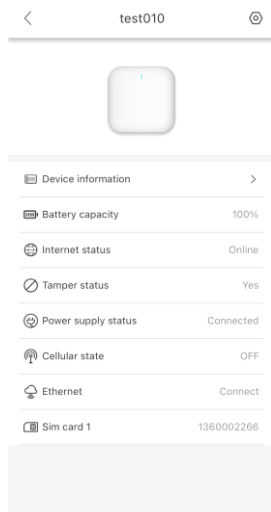 test010
Device information
Battery capacity 100%
Internet status Online
Tamper status Yes
Power supply status Connected
Cellular state OFF
Ethernet Connect
Sim card 1 1360002266